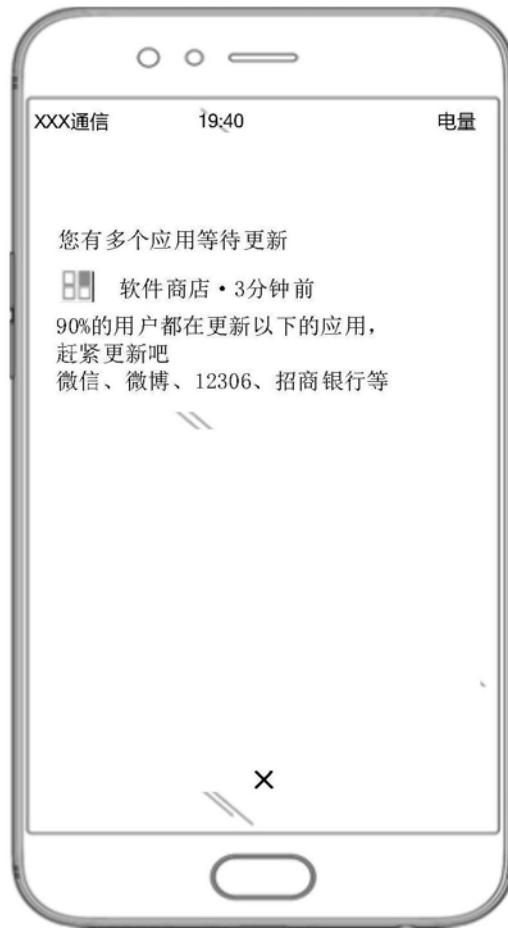 XXX通信 19:40 电量
您有多个应用等待更新
软件商店•3分钟前
90%的用户都在更新以下的应用，
赶紧更新吧
微信、微博、12306、招商银行等
×